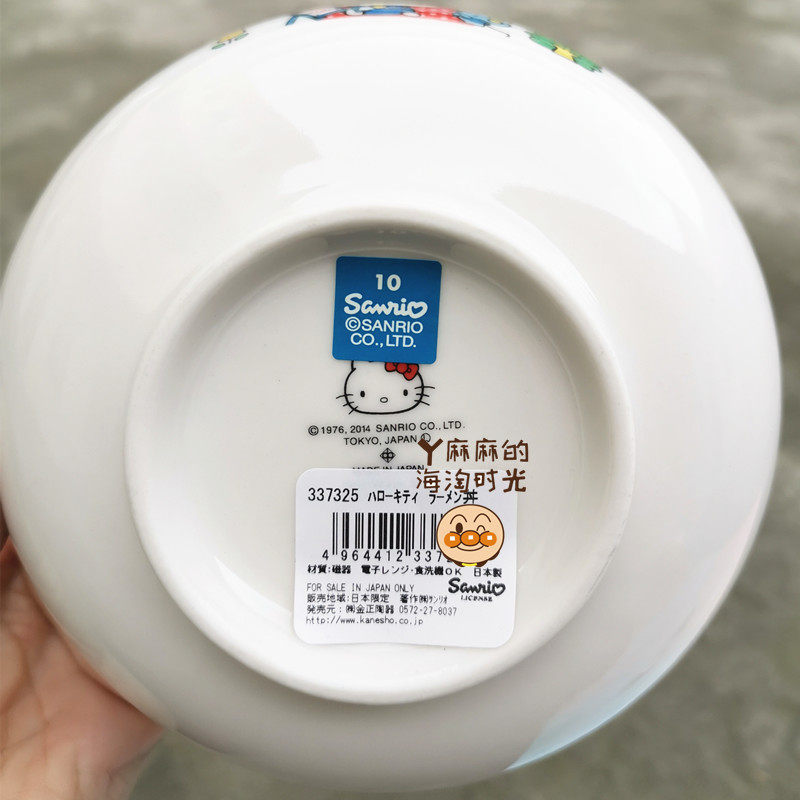 10
Sanrio
©SANRIO
CO.,LTD.
©1976, 2014 SANRIO CO.,LTD.
TOKYO, JAPAN Ⓛ
MADE IN JAPAN
丫麻麻的
海淘时光
337325 ハローキティ ラーメン丼
4 964412 337
材質:磁器 電子レンジ・食洗機OK 日本製
FOR SALE IN JAPAN ONLY
販売地域:日本限定 著作㈱サンリオ
発売元:㈱金正陶器 0572-27-8037
http://www.kanesho.co.jp
Sanrio
LICENSE